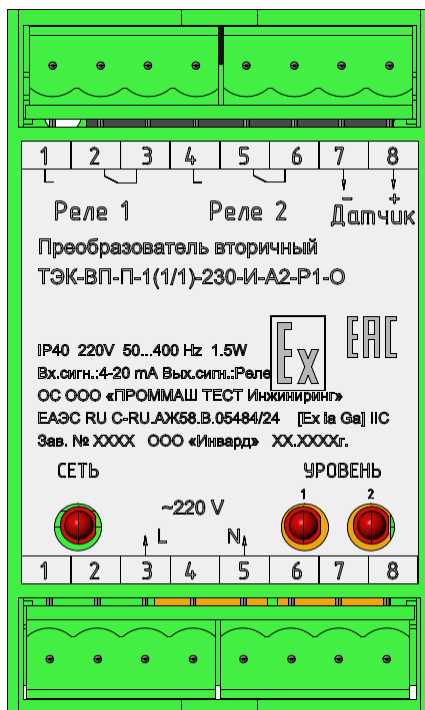 1 2 3 4 5 6 7 8
Реле 1 Реле 2 - + Датчик
Преобразователь вторичный
ТЭК-ВП-П-1(1/1)-230-И-А2-Р1-О
Ex EAC
IP40 220V 50...400 Hz 1.5W
Вх.сигн.:4-20 mA Вых.сигн.:Реле
ОС ООО «ПРОММАШ ТЕСТ Инжиниринг»
ЕАЭС RU С-RU.АЖ58.В.05484/24 [Ex ia Ga] IIC
Зав. № XXXX ООО «Инвард» XX.XXXXг.
СЕТЬ УРОВЕНЬ
1 2
~220 V
L N
1 2 3 4 5 6 7 8